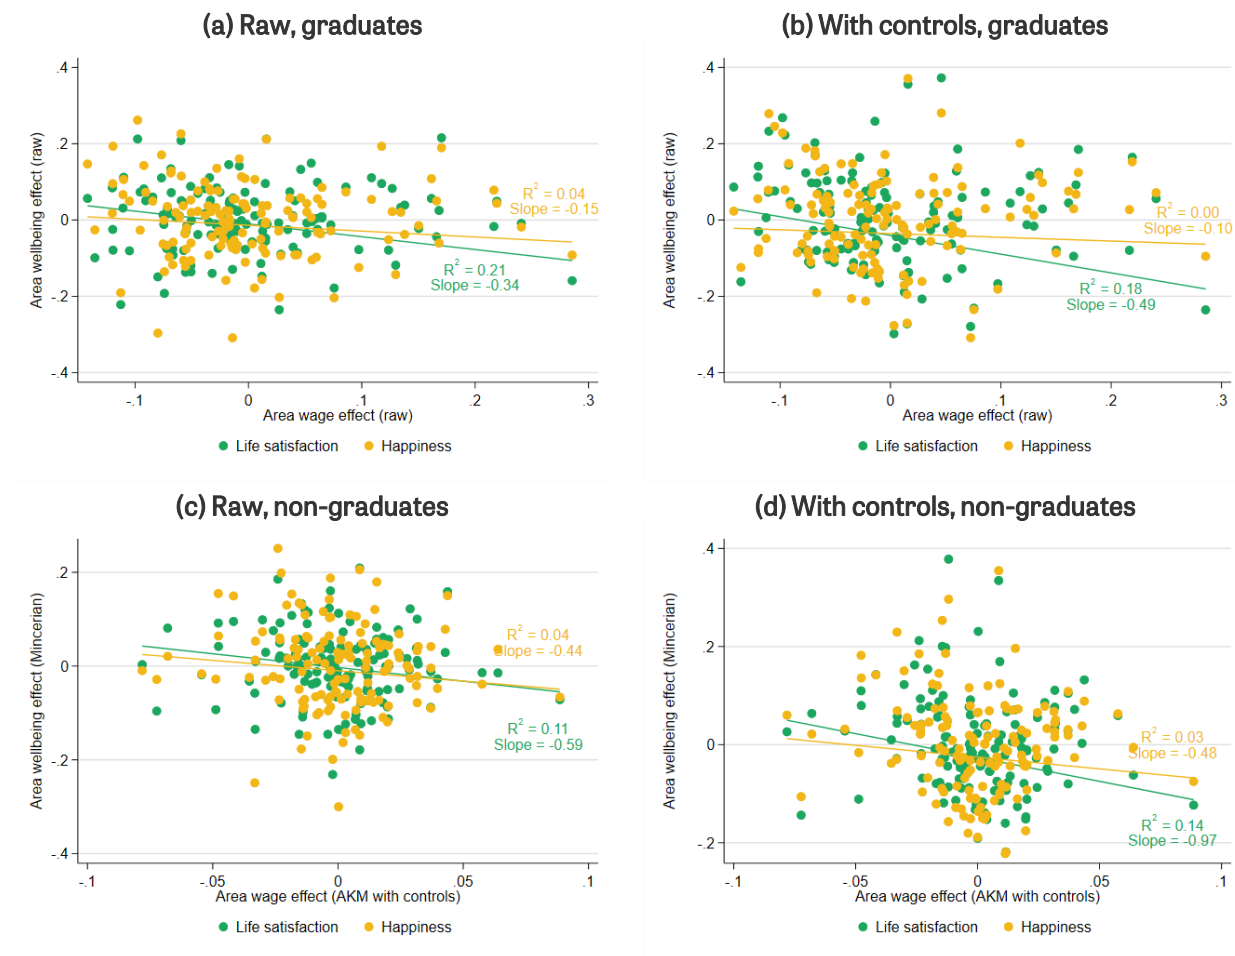 (a) Raw, graduates
Area wellbeing effect (raw)
.4
.2
0
-.2
-.4
R² = 0.04
Slope = -0.15
R² = 0.21
Slope = -0.34
-.1 0 .1 .2 .3
Area wage effect (raw)
Life satisfaction Happiness
(b) With controls, graduates
Area wellbeing effect (raw)
.4
.2
0
-.2
-.4
R² = 0.00
Slope = -0.10
R² = 0.18
Slope = -0.49
-.1 0 .1 .2 .3
Area wage effect (raw)
Life satisfaction Happiness
(c) Raw, non-graduates
Area wellbeing effect (Mincerian)
.2
0
-.2
-.4
R² = 0.04
Slope = -0.44
R² = 0.11
Slope = -0.59
-.1 -.05 0 .05 .1
Area wage effect (AKM with controls)
Life satisfaction Happiness
(d) With controls, non-graduates
Area wellbeing effect (Mincerian)
.4
.2
0
-.2
R² = 0.03
Slope = -0.48
R² = 0.14
Slope = -0.97
-.1 -.05 0 .05 .1
Area wage effect (AKM with controls)
Life satisfaction Happiness